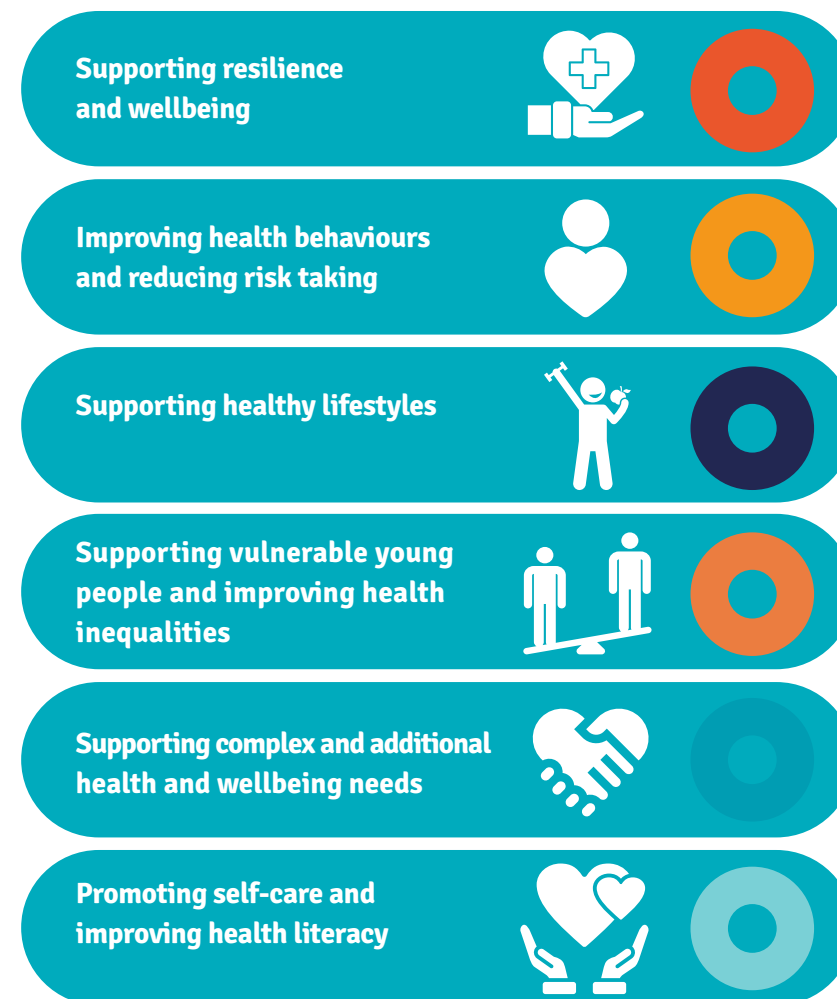 Supporting resilience
and wellbeing
Improving health behaviours
and reducing risk taking
Supporting healthy lifestyles
Supporting vulnerable young
people and improving health
inequalities
Supporting complex and additional
health and wellbeing needs
Promoting self-care and
improving health literacy